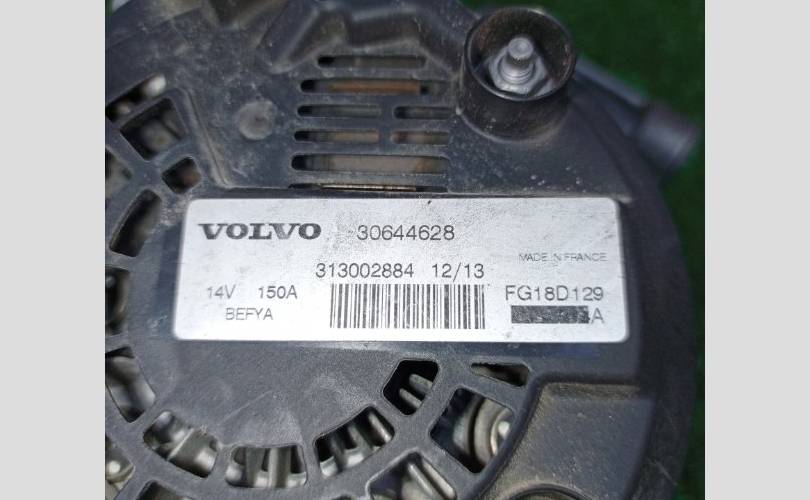 VOLVO 30644628
MADE IN FRANCE
313002884 12/13
14V 150A FG18D129
BEFYA A